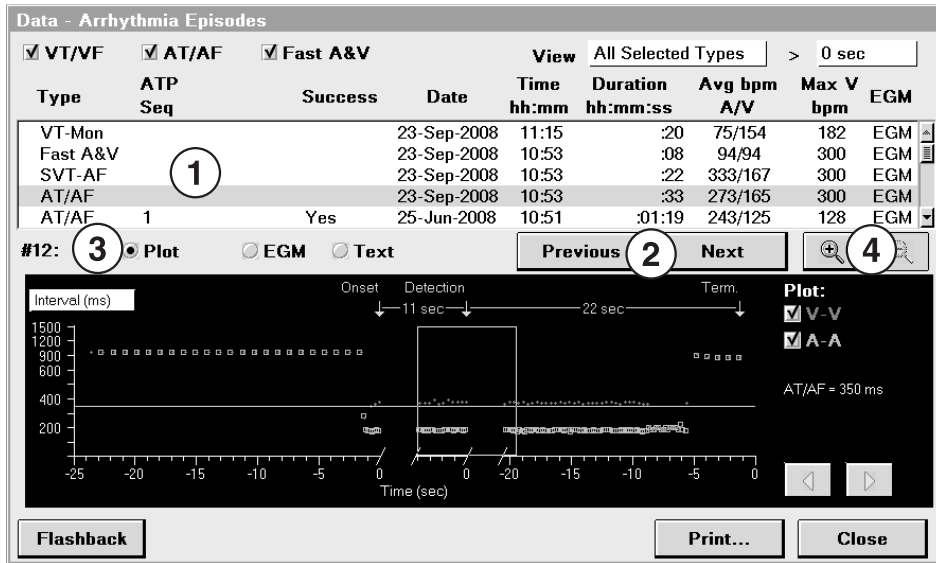 Data - Arrhythmia Episodes
VT/VF AT/AF Fast A&V View All Selected Types > 0 sec
Type ATP Seq Success Date Time hh:mm Duration hh:mm:ss Avg bpm A/V Max V bpm EGM
VT-Mon 23-Sep-2008 11:15 :20 75/154 182 EGM
Fast A&V 23-Sep-2008 10:53 :08 94/94 300 EGM
SVT-AF 23-Sep-2008 10:53 :22 333/167 300 EGM
AT/AF 23-Sep-2008 10:53 :33 273/165 300 EGM
AT/AF 1 Yes 25-Jun-2008 10:51 :01:19 243/125 128 EGM
1
#12: 3 Plot EGM Text Previous 2 Next 4
Interval (ms) Onset Detection Term. Plot:
11 sec 22 sec V-V
1500
1200 A-A
900
600
400 AT/AF = 350 ms
200
-25 -20 -15 -10 -5 0 0 -20 -15 -10 -5 0
Time (sec)
Flashback Print... Close